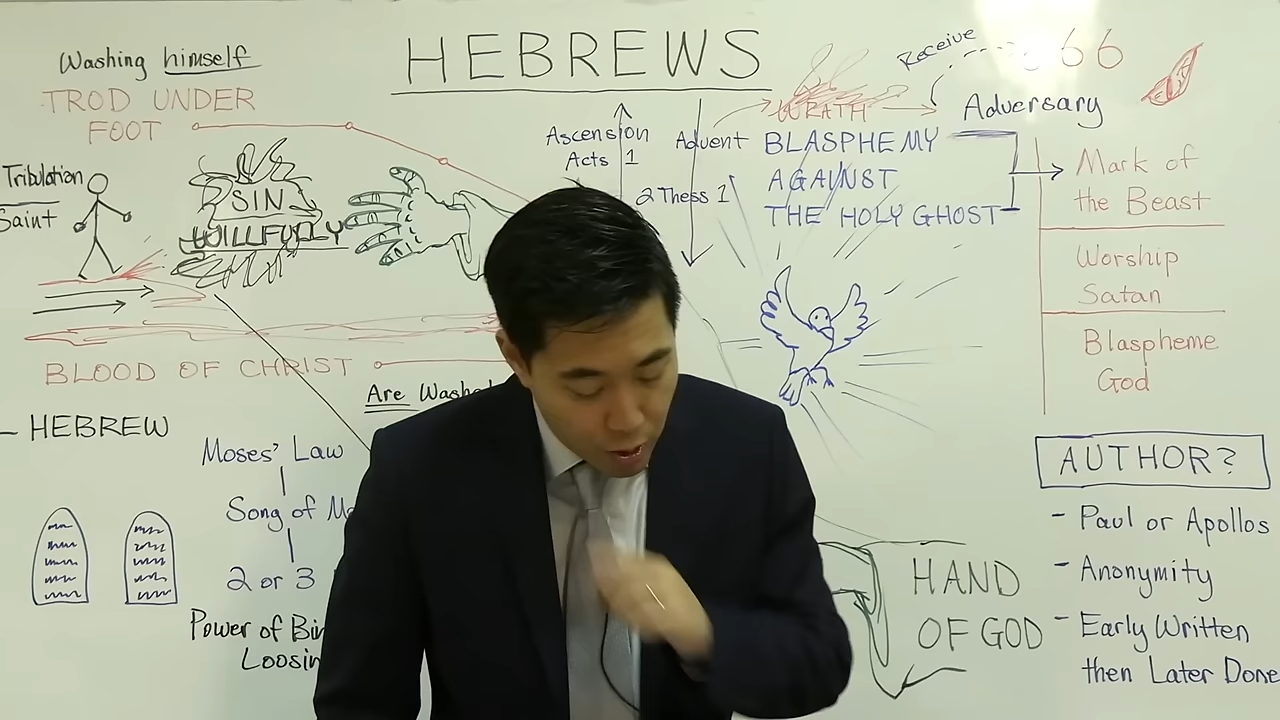 HEBREWS
Washing himself
TROD UNDER
FOOT
Tribulation
Saint
SIN
WILLFULLY
BLOOD OF CHRIST
Are
– HEBREW
Moses' Law
Song of
2 or 3
Power of
Ascension
Acts 1
Advent
2 Thess 1
WRATH
Receive
66
Adversary
BLASPHEMY
AGAINST
THE HOLY GHOST
Mark of
the Beast
Worship
Satan
Blaspheme
God
HAND
OF GOD
AUTHOR?
- Paul or Apollos
- Anonymity
- Early Written
then Later Done